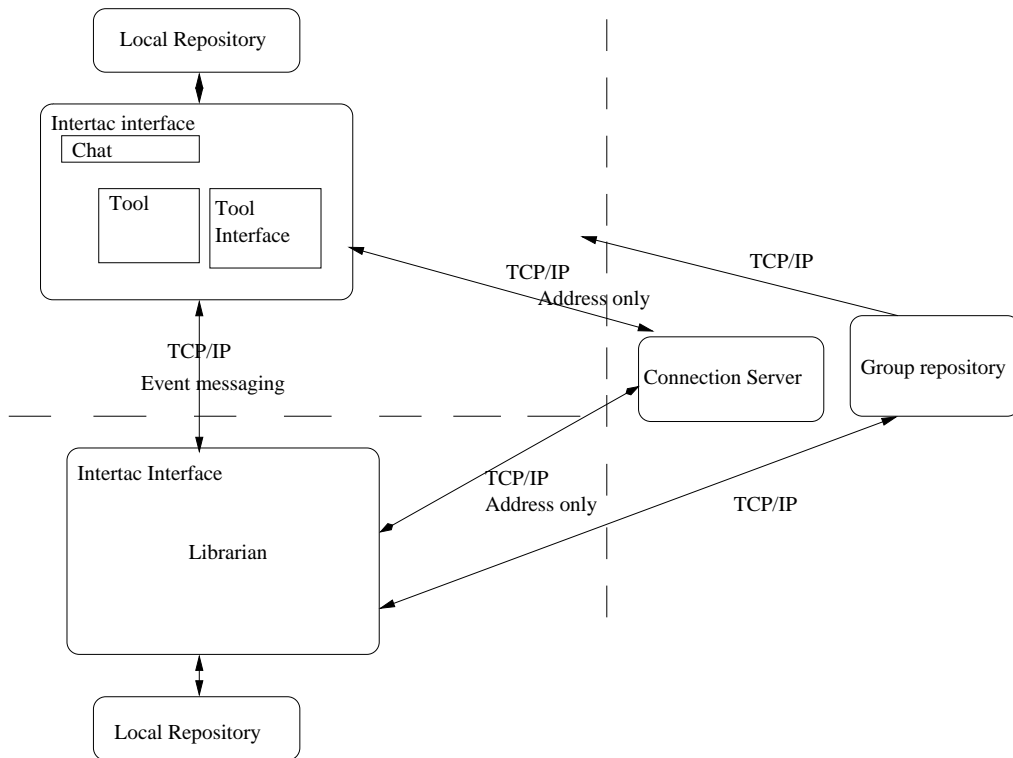 Local Repository
Intertac interface
Chat
Tool
Tool
Interface
TCP/IP
TCP/IP
Address only
TCP/IP
Event messaging
Connection Server
Group repository
Intertac Interface
TCP/IP
Address only
TCP/IP
Librarian
Local Repository